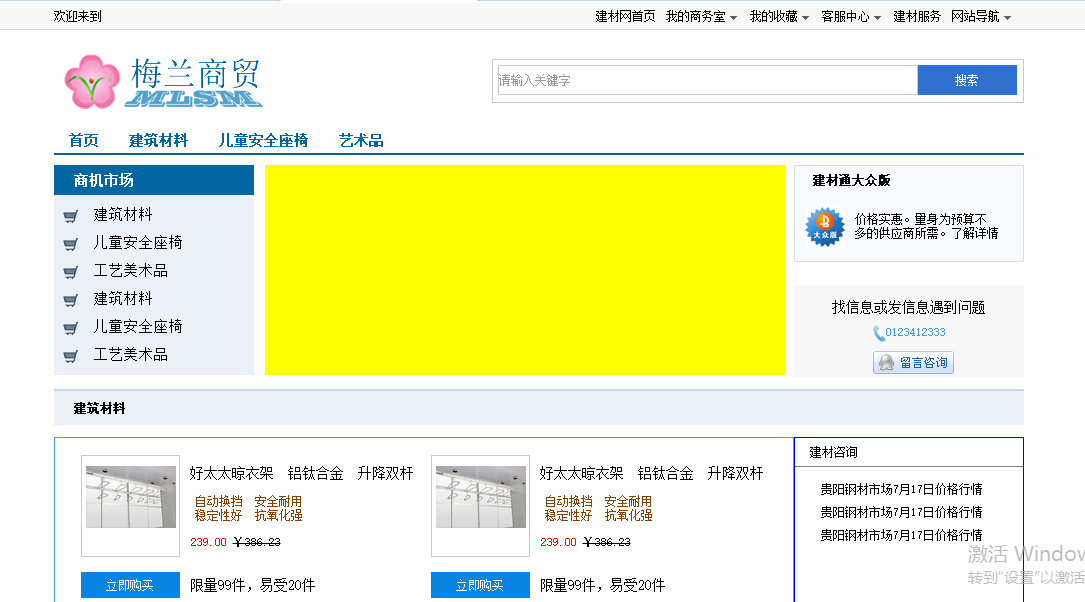 欢迎来到
建材网首页 我的商务室 我的收藏 客服中心 建材服务 网站导航
梅兰商贸
MLSM
请输入关键字
搜索
首页 建筑材料 儿童安全座椅 艺术品
商机市场
建筑材料
儿童安全座椅
工艺美术品
建筑材料
儿童安全座椅
工艺美术品
建材通大众版
大众版
价格实惠。量身为预算不
多的供应商所需。了解详情
找信息或发信息遇到问题
0123412333
留言咨询
建筑材料
好太太晾衣架 铝钛合金 升降双杆
自动换挡 安全耐用
稳定性好 抗氧化强
239.00 ￥386.23
立即购买 限量99件，易受20件
好太太晾衣架 铝钛合金 升降双杆
自动换挡 安全耐用
稳定性好 抗氧化强
239.00 ￥386.23
立即购买 限量99件，易受20件
建材咨询
贵阳钢材市场7月17日价格行情
贵阳钢材市场7月17日价格行情
贵阳钢材市场7月17日价格行情
激活 Window
转到"设置"以激活